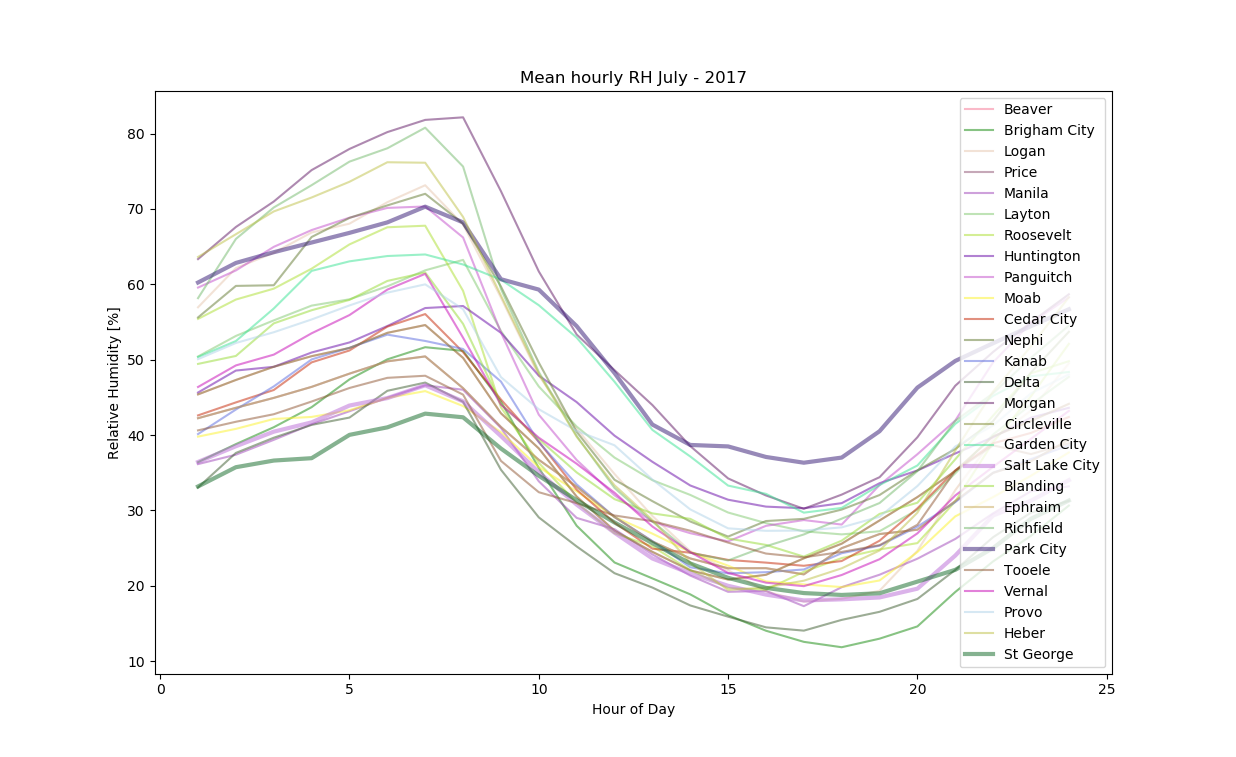 Mean hourly RH July - 2017
Relative Humidity [%]
80
70
60
50
40
30
20
10
0
5
10
15
20
25
Hour of Day
Beaver
Brigham City
Logan
Price
Manila
Layton
Roosevelt
Huntington
Panguitch
Moab
Cedar City
Nephi
Kanab
Delta
Morgan
Circleville
Garden City
Salt Lake City
Blanding
Ephraim
Richfield
Park City
Tooele
Vernal
Provo
Heber
St George